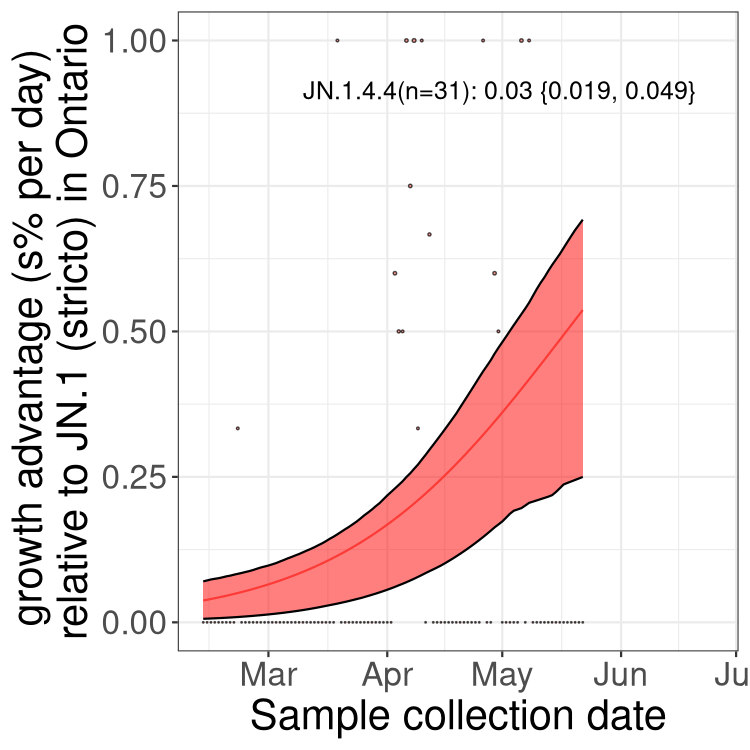 growth advantage (s% per day)
relative to JN.1 (stricto) in Ontario
1.00
0.75
0.50
0.25
0.00
JN.1.4.4(n=31): 0.03 {0.019, 0.049}
Mar Apr May Jun Ju
Sample collection date